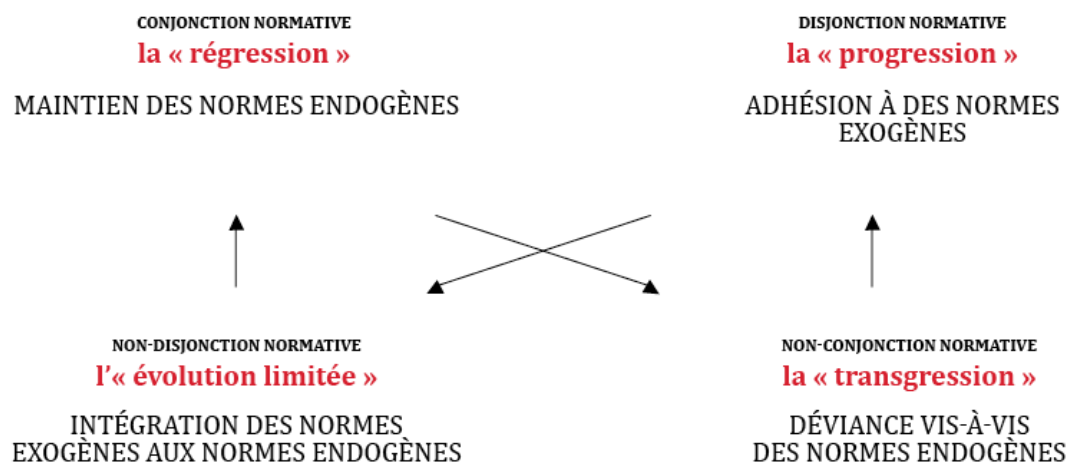 CONJONCTION NORMATIVE
la « régression »
MAINTIEN DES NORMES ENDOGÈNES
DISJONCTION NORMATIVE
la « progression »
ADHÉSION À DES NORMES
EXOGÈNES
NON-DISJONCTION NORMATIVE
l'« évolution limitée »
INTÉGRATION DES NORMES
EXOGÈNES AUX NORMES ENDOGÈNES
NON-CONJONCTION NORMATIVE
la « transgression »
DÉVIANCE VIS-À-VIS
DES NORMES ENDOGÈNES